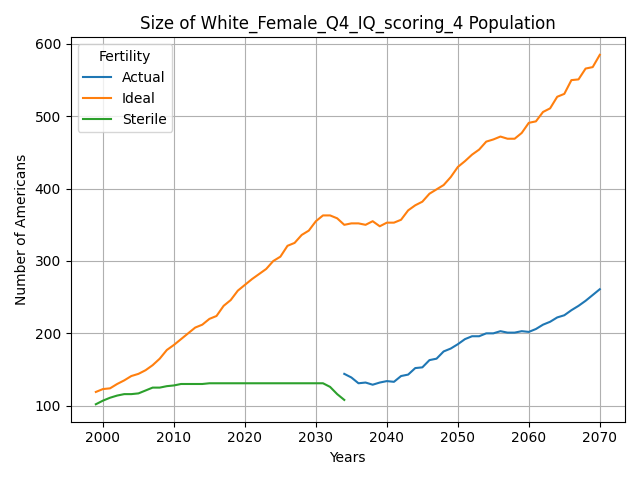 Size of White_Female_Q4_IQ_scoring_4 Population
Fertility
Actual
Ideal
Sterile
Number of Americans
600
500
400
300
200
100
2000 2010 2020 2030 2040 2050 2060 2070
Years